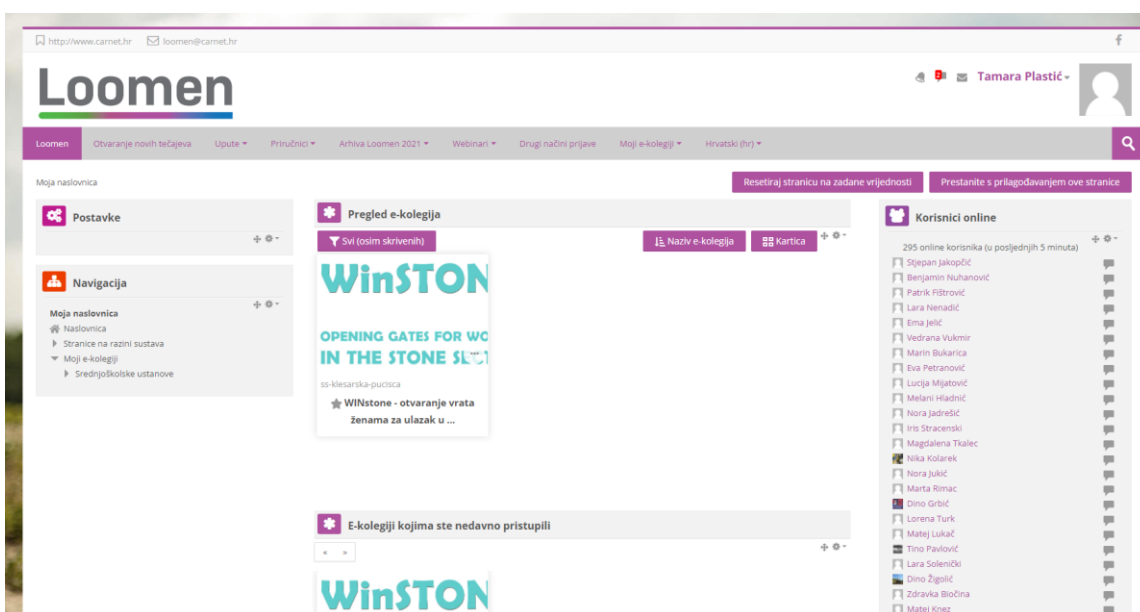 http://www.carnet.hr loomen@carnet.hr
Loomen
Tamara Plastić
Loomen Otvaranje novih tečajeva Upute Priručnici Arhiva Loomen 2021 Webinari Drugi načini prijave Moji e-kolegiji Hrvatski (hr)
Moja naslovnica
Resetiraj stranicu na zadane vrijednosti Prestanite s prilagođavanjem ove stranice
Postavke
Navigacija
Moja naslovnica
Naslovnica
Stranice na razini sustava
Moji e-kolegiji
Srednjoškolske ustanove
Pregled e-kolegija
Svi (osim skrivenih) Naziv e-kolegija Kartica
WinSTON
OPENING GATES FOR WO
IN THE STONE
ss-klesarska-pucisca
WINstone - otvaranje vrata
ženama za ulazak u ...
E-kolegiji kojima ste nedavno pristupili
« »
WinSTON
Korisnici online
295 online korisnika (u posljednjih 5 minuta)
Stjepan Jakopčić
Benjamin Nuhanović
Patrik Fištrović
Lara Nenadić
Ema Jelić
Vedrana Vukmir
Marin Bukarica
Eva Petranović
Lucija Mijatović
Melani Hladnić
Nora Jadrešić
Iris Stracenski
Magdalena Tkalec
Nika Kolarek
Nora Jukić
Marta Rimac
Dino Grbić
Lorena Turk
Matej Lukač
Tino Pavlović
Lara Solenički
Dino Žigolić
Zdravka Biočina
Matej Knez